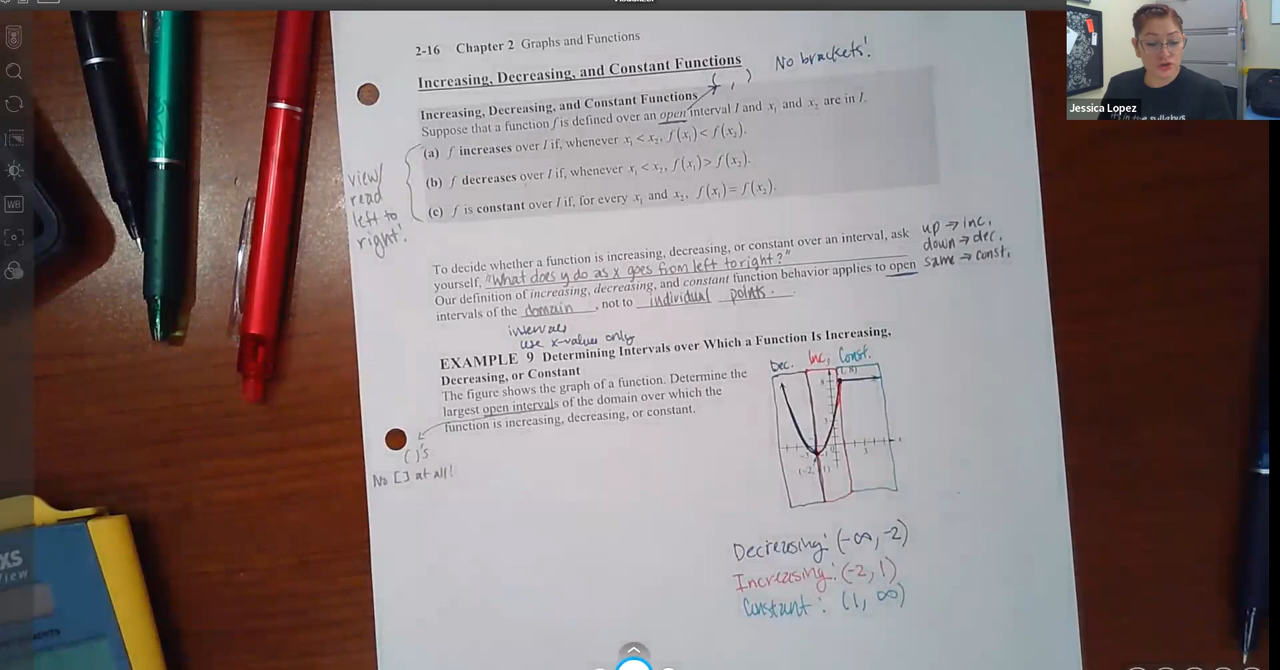 2-16 Chapter 2 Graphs and Functions
Increasing, Decreasing, and Constant Functions
No brackets!
( , )
Increasing, Decreasing, and Constant Functions
Suppose that a function f is defined over an open interval I and x₁ and x₂ are in I.
(a) f increases over I if, whenever x₁ < x₂, f(x₁) < f(x₂).
(b) f decreases over I if, whenever x₁ < x₂, f(x₁) > f(x₂).
(c) f is constant over I if, for every x₁ and x₂, f(x₁) = f(x₂).
view/
read
left to
right!
To decide whether a function is increasing, decreasing, or constant over an interval, ask
yourself, "What does y do as x goes from left to right?"
Our definition of increasing, decreasing, and constant function behavior applies to open
intervals of the domain, not to individual points.
up → inc.
down → dec.
same → const.
intervals
use x-values only
EXAMPLE 9 Determining Intervals over Which a Function Is Increasing,
Decreasing, or Constant
The figure shows the graph of a function. Determine the
largest open intervals of the domain over which the
function is increasing, decreasing, or constant.
( )'s
No [ ] at all!
Dec. Inc, Const.
Decreasing: (-∞, -2)
Increasing: (-2, 1)
Constant: (1, ∞)
Jessica Lopez
WB
XS